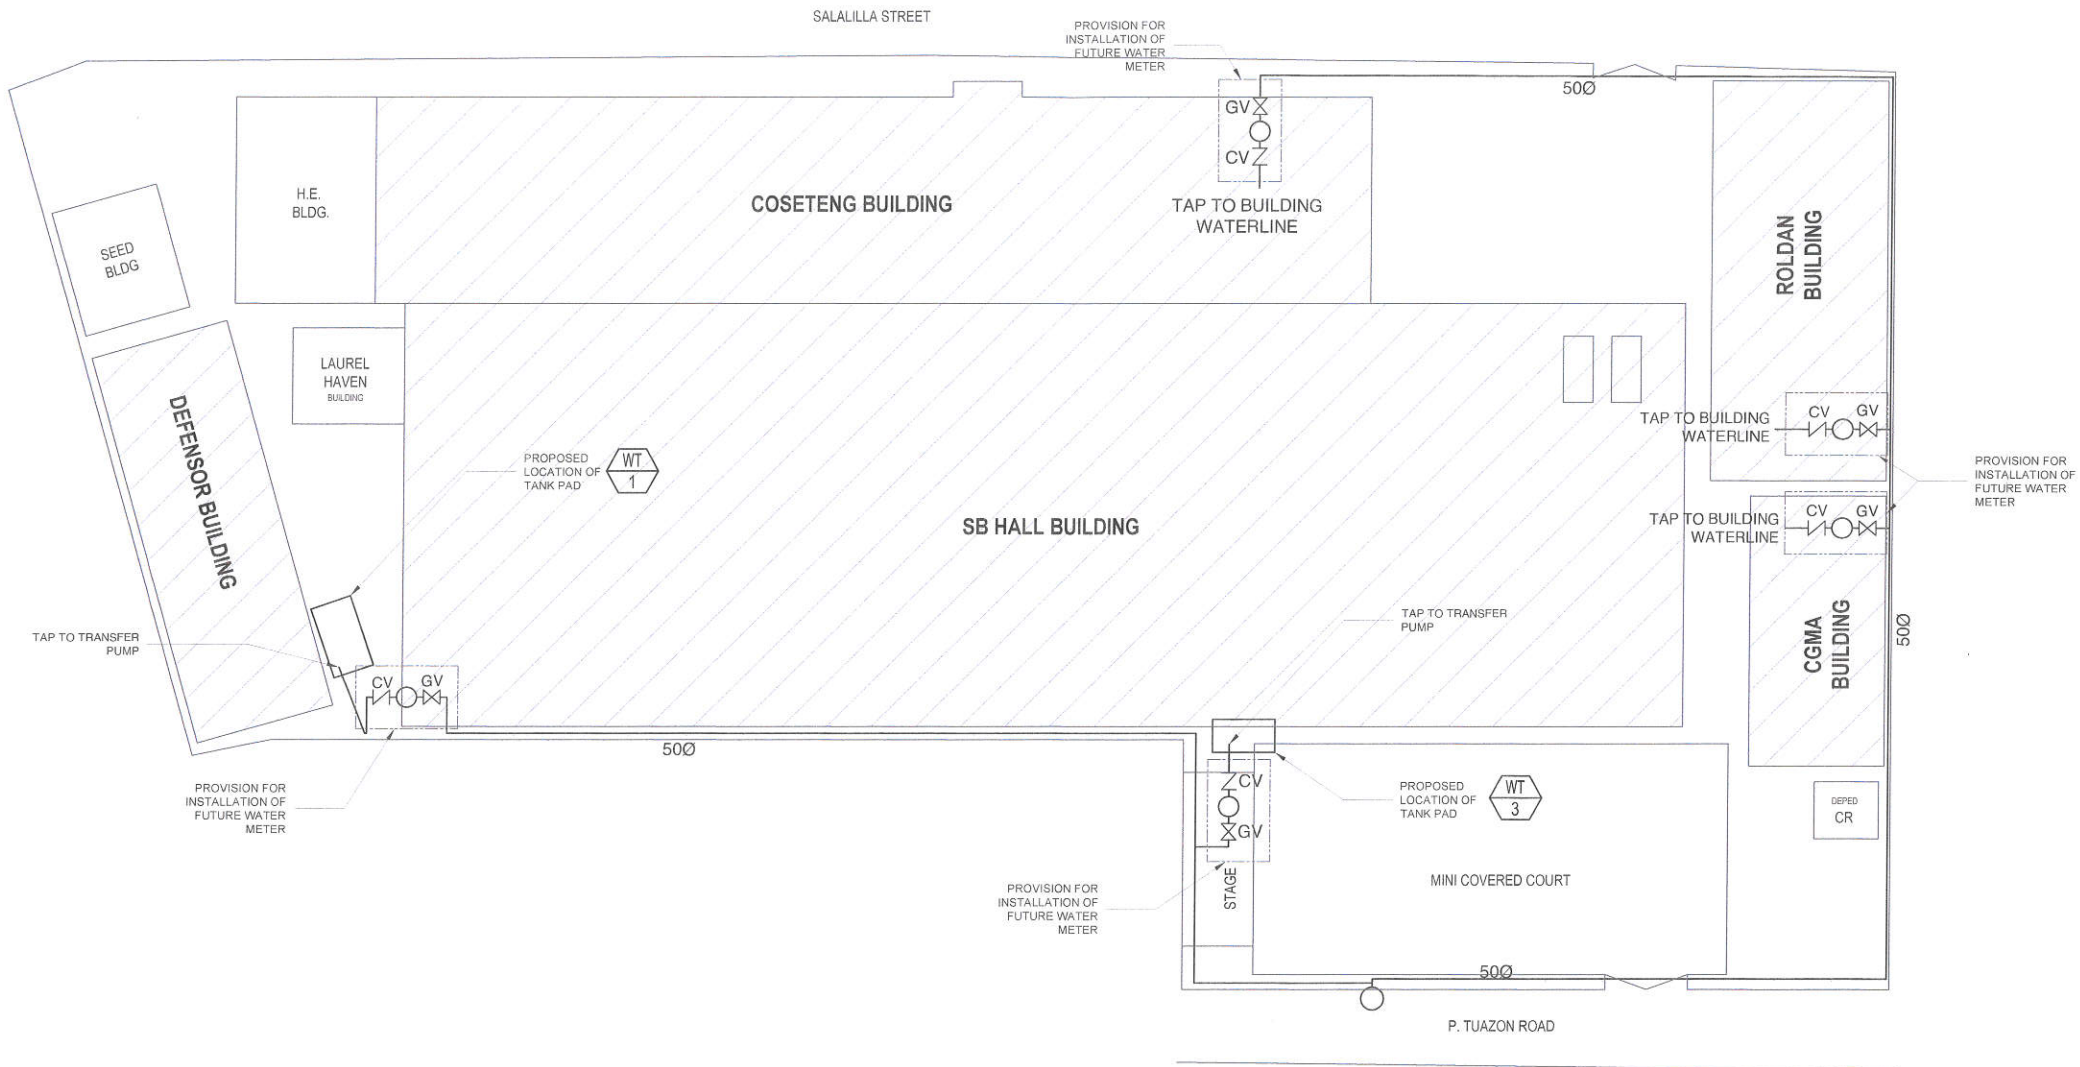 SALALILLA STREET
PROVISION FOR
INSTALLATION OF
FUTURE WATER
METER
50Ø
GV
CV
TAP TO BUILDING
WATERLINE
H.E.
BLDG.
COSETENG BUILDING
ROLDAN
BUILDING
SEED
BLDG
LAUREL
HAVEN
BUILDING
DEFENSOR BUILDING
PROPOSED
LOCATION OF
TANK PAD
WT
1
SB HALL BUILDING
TAP TO BUILDING
WATERLINE
CV
GV
PROVISION FOR
INSTALLATION OF
FUTURE WATER
METER
TAP TO BUILDING
WATERLINE
CV
GV
CGMA
BUILDING
50Ø
TAP TO TRANSFER
PUMP
TAP TO TRANSFER
PUMP
CV
GV
50Ø
PROVISION FOR
INSTALLATION OF
FUTURE WATER
METER
CV
GV
PROPOSED
LOCATION OF
TANK PAD
WT
3
DEPED
CR
PROVISION FOR
INSTALLATION OF
FUTURE WATER
METER
STAGE
MINI COVERED COURT
50Ø
P. TUAZON ROAD